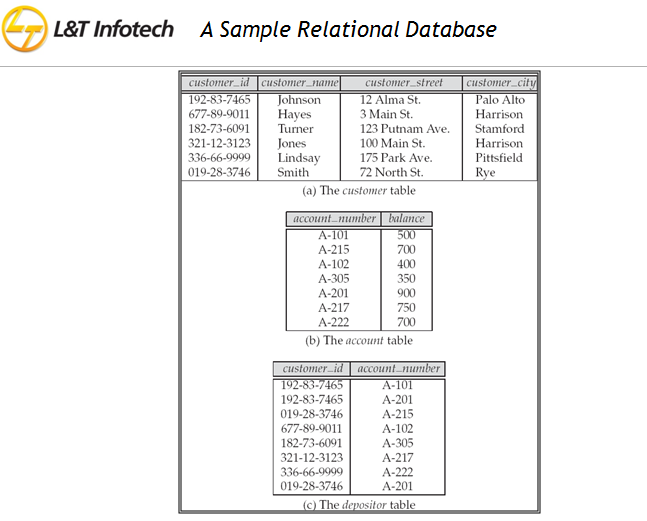 L&T Infotech A Sample Relational Database
customer_id customer_name customer_street customer_city
192-83-7465 Johnson 12 Alma St. Palo Alto
677-89-9011 Hayes 3 Main St. Harrison
182-73-6091 Turner 123 Putnam Ave. Stamford
321-12-3123 Jones 100 Main St. Harrison
336-66-9999 Lindsay 175 Park Ave. Pittsfield
019-28-3746 Smith 72 North St. Rye
(a) The customer table
account_number balance
A-101 500
A-215 700
A-102 400
A-305 350
A-201 900
A-217 750
A-222 700
(b) The account table
customer_id account_number
192-83-7465 A-101
192-83-7465 A-201
019-28-3746 A-215
677-89-9011 A-102
182-73-6091 A-305
321-12-3123 A-217
336-66-9999 A-222
019-28-3746 A-201
(c) The depositor table